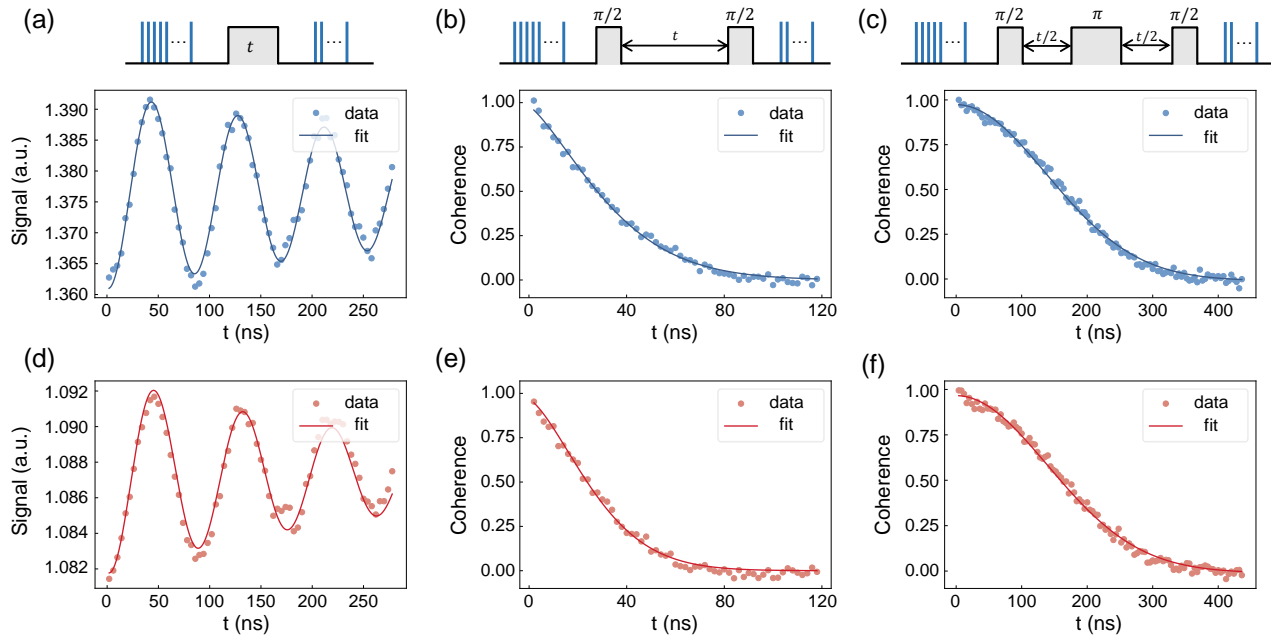 (a)
t
(b)
π/2
π/2
t
(c)
π/2
π
π/2
t/2
t/2
1.390
1.385
1.380
1.375
1.370
1.365
1.360
Signal (a.u.)
data
fit
0
50
100
150
200
250
t (ns)
1.00
0.75
0.50
0.25
0.00
Coherence
data
fit
0
40
80
120
t (ns)
1.00
0.75
0.50
0.25
0.00
Coherence
data
fit
0
100
200
300
400
t (ns)
(d)
1.092
1.090
1.088
1.086
1.084
1.082
Signal (a.u.)
data
fit
0
50
100
150
200
250
t (ns)
(e)
1.00
0.75
0.50
0.25
0.00
Coherence
data
fit
0
40
80
120
t (ns)
(f)
1.00
0.75
0.50
0.25
0.00
Coherence
data
fit
0
100
200
300
400
t (ns)